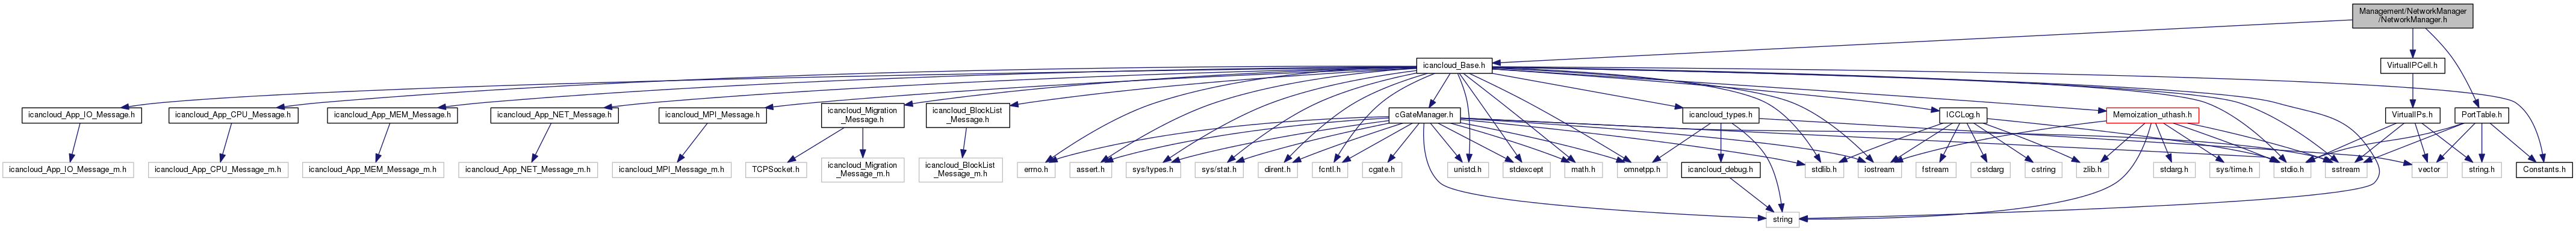 Management/NetworkManager
/NetworkManager.h
icancloud_Base.h
VirtualIPCell.h
icancloud_App_IO_Message.h
icancloud_App_CPU_Message.h
icancloud_App_MEM_Message.h
icancloud_App_NET_Message.h
icancloud_MPI_Message.h
icancloud_Migration
_Message.h
icancloud_BlockList
_Message.h
cGateManager.h
icancloud_types.h
ICCLog.h
Memoization_uthash.h
VirtualIPs.h
PortTable.h
icancloud_App_IO_Message_m.h
icancloud_App_CPU_Message_m.h
icancloud_App_MEM_Message_m.h
icancloud_App_NET_Message_m.h
icancloud_MPI_Message_m.h
TCPSocket.h
icancloud_Migration
_Message_m.h
icancloud_BlockList
_Message_m.h
errno.h
assert.h
sys/types.h
sys/stat.h
dirent.h
fcntl.h
cgate.h
unistd.h
stdexcept
math.h
omnetpp.h
icancloud_debug.h
stdlib.h
iostream
fstream
cstdarg
cstring
zlib.h
stdarg.h
sys/time.h
stdio.h
sstream
vector
string.h
Constants.h
string